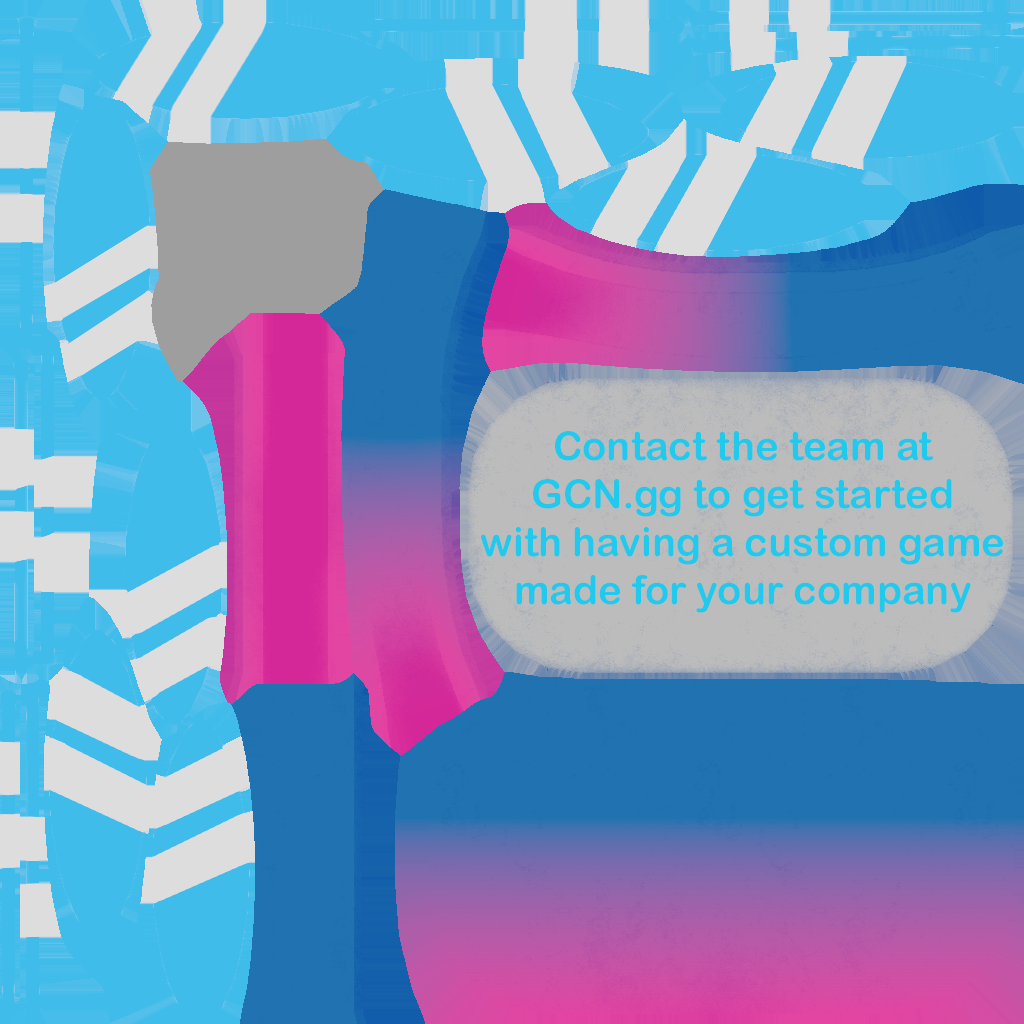 Contact the team at
GCN.gg to get started
with having a custom game
made for your company